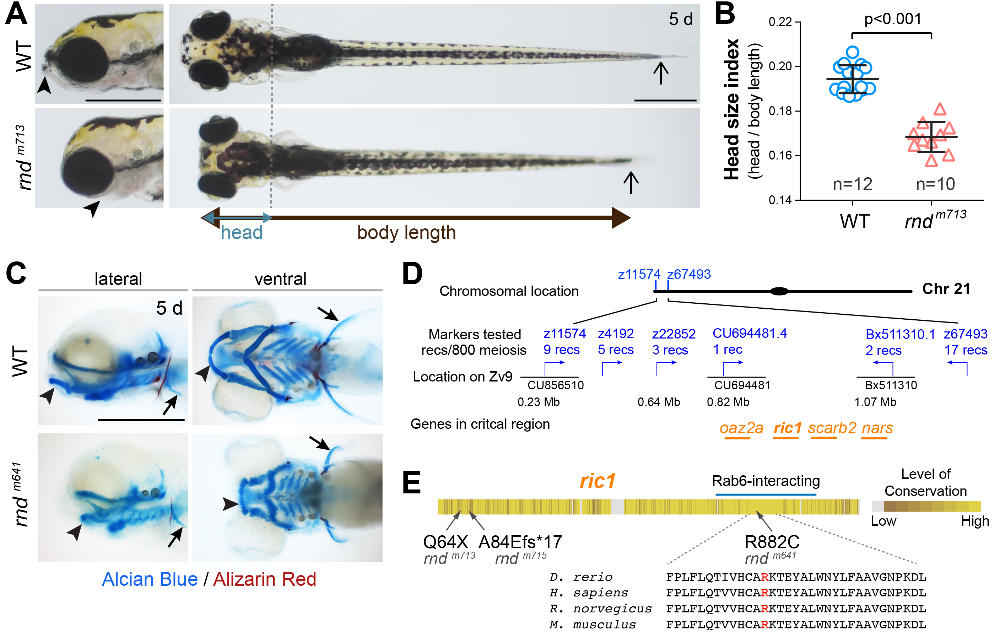 A
WT
5 d
rnd m713
head
body length
B
Head size index
(head / body length)
0.22
0.20
0.18
0.16
0.14
p<0.001
n=12
n=10
WT
rnd m713
C
lateral
ventral
WT
5 d
rnd m641
Alcian Blue / Alizarin Red
D
z11574 z67493
Chromosomal location
Chr 21
Markers tested
recs/800 meiosis
z11574
9 recs
z4192
5 recs
z22852
3 recs
CU694481.4
1 rec
Bx511310.1
2 recs
z67493
17 recs
Location on Zv9
CU856510
CU694481
Bx511310
0.23 Mb
0.64 Mb
0.82 Mb
1.07 Mb
Genes in critcal region
oaz2a ric1 scarb2 nars
E
ric1
Rab6-interacting
Level of
Conservation
Low
High
Q64X
rnd m713
A84Efs*17
rnd m715
R882C
rnd m641
D. rerio FPLFLQTIVHCARKTEYALWNYLFAAVGNPKDL
H. sapiens FPLFLQTVVHCARKTEYALWNYLFAAVGNPKDL
R. norvegicus FPLFLQTVVHCARKTEYALWNYLFAAVGNPKDL
M. musculus FPLFLQTVVHCARKTEYALWNYLFAAVGNPKDL